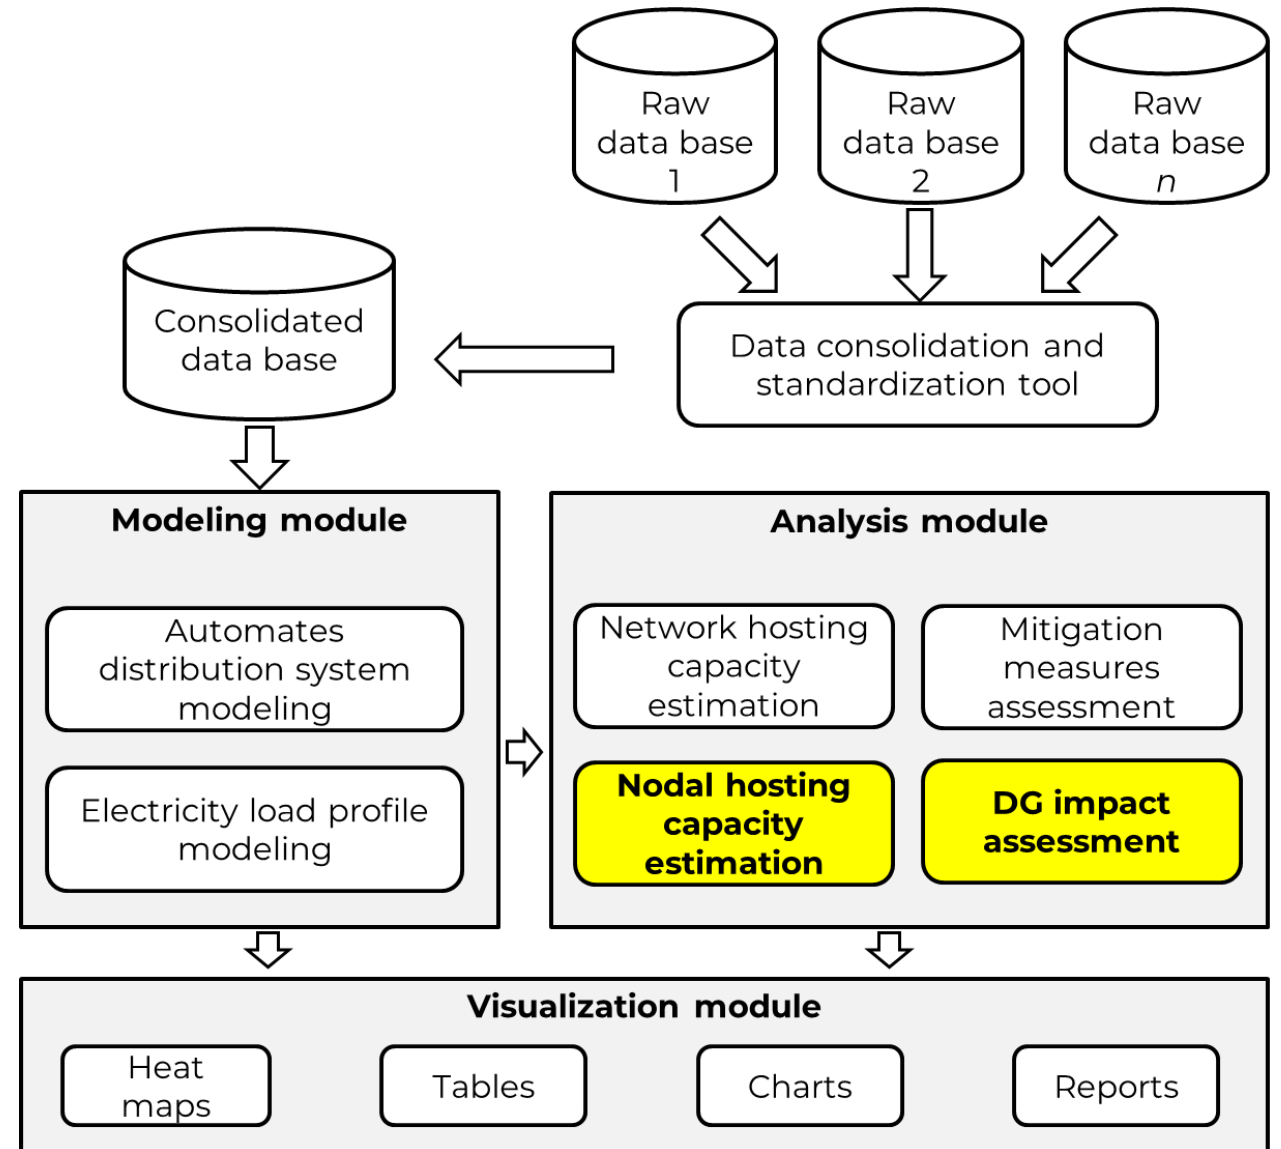 Raw
data base
1
Raw
data base
2
Raw
data base
n
Consolidated
data base
Data consolidation and
standardization tool
Modeling module
Automates
distribution system
modeling
Electricity load profile
modeling
Analysis module
Network hosting
capacity
estimation
Mitigation
measures
assessment
Nodal hosting
capacity
estimation
DG impact
assessment
Visualization module
Heat
maps
Tables
Charts
Reports